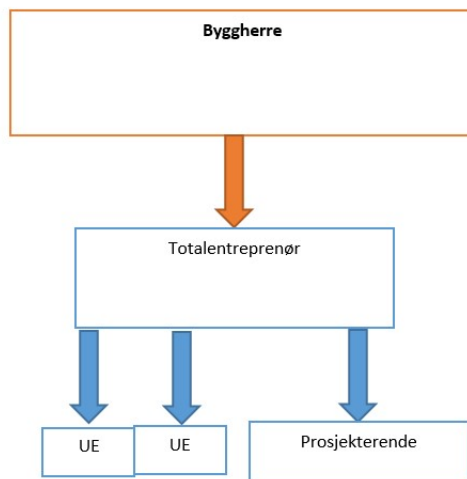 Byggherre
Totalentreprenør
UE
UE
Prosjekterende